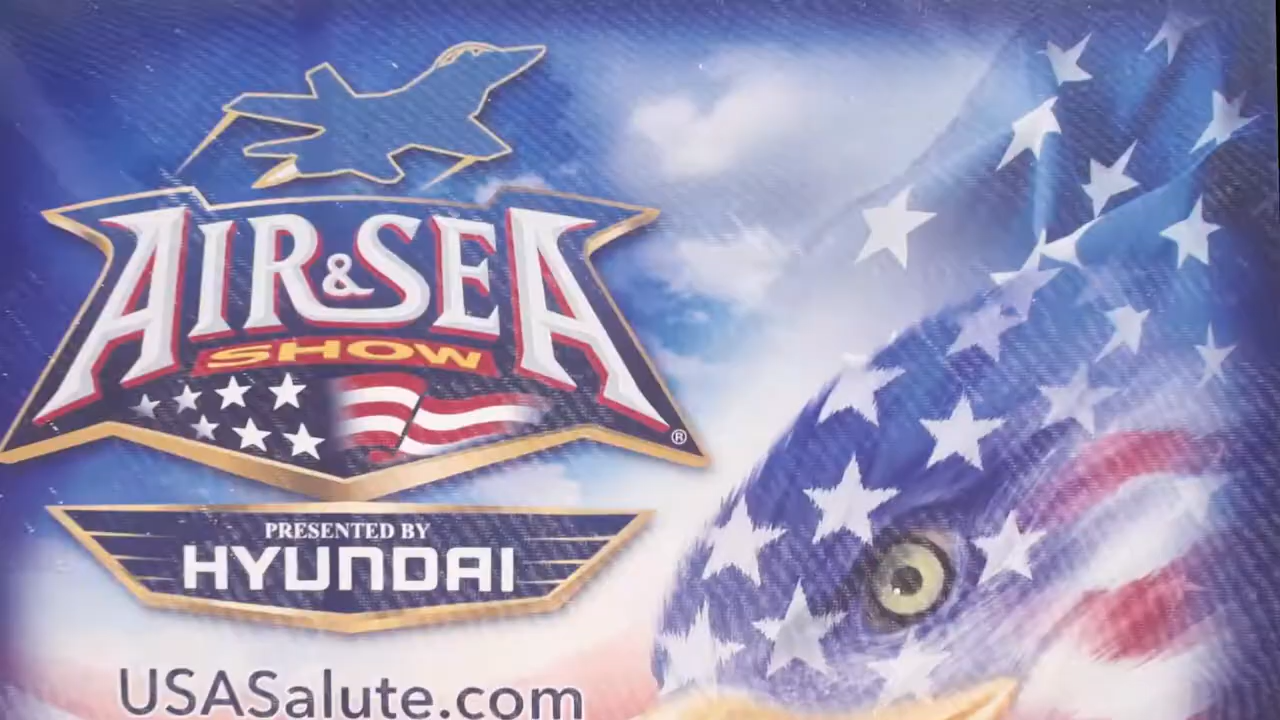 AIR & SEA
SHOW
®
PRESENTED BY
HYUNDAI
USASalute.com